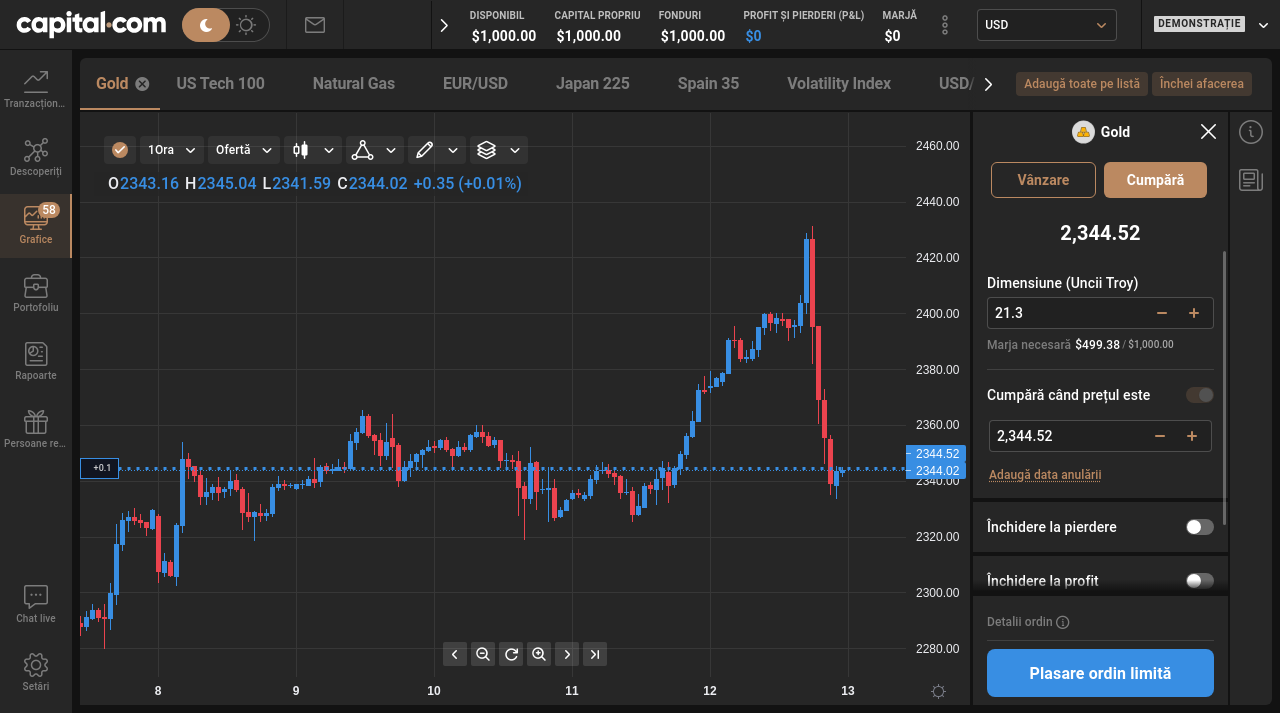 capital.com
DISPONIBIL
$1,000.00
CAPITAL PROPRIU
$1,000.00
FONDURI
$1,000.00
PROFIT ȘI PIERDERI (P&L)
$0
MARJĂ
$0
USD
DEMONSTRAȚIE
Tranzacțion...
Descoperiți
58
Grafice
Portofoliu
Rapoarte
Persoane re...
Chat live
Setări
Gold
US Tech 100
Natural Gas
EUR/USD
Japan 225
Spain 35
Volatility Index
USD/
Adaugă toate pe listă
Închei afacerea
1Ora
Ofertă
O2343.16 H2345.04 L2341.59 C2344.02 +0.35 (+0.01%)
2460.00
2440.00
2420.00
2400.00
2380.00
2360.00
2344.52
2344.02
2340.00
2320.00
2300.00
2280.00
+0.1
8
9
10
11
12
13
Gold
Vânzare
Cumpără
2,344.52
Dimensiune (Uncii Troy)
21.3
Marja necesară $499.38 / $1,000.00
Cumpără când prețul este
2,344.52
Adaugă data anulării
Închidere la pierdere
Închidere la profit
Detalii ordin
Plasare ordin limită